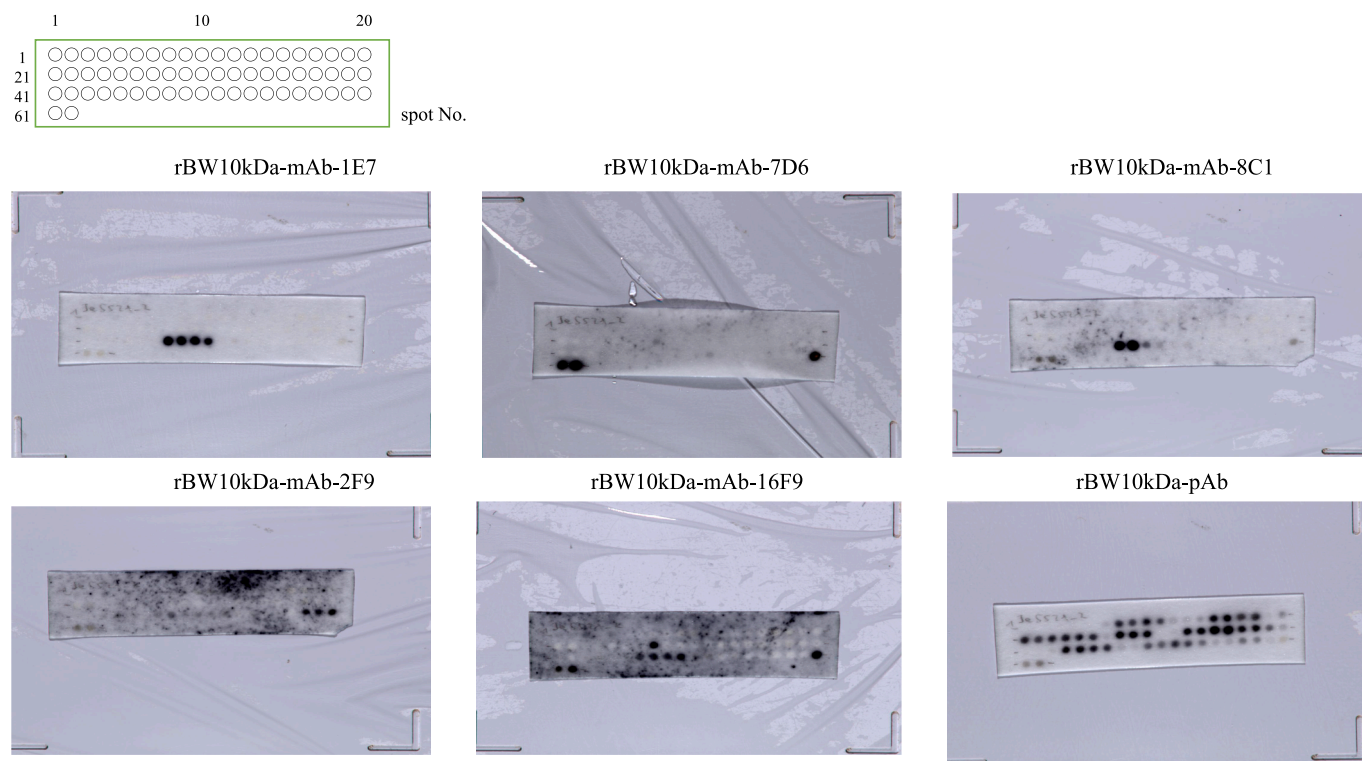 1 10 20
1
21
41
61 spot No.
rBW10kDa-mAb-1E7 rBW10kDa-mAb-7D6 rBW10kDa-mAb-8C1
rBW10kDa-mAb-2F9 rBW10kDa-mAb-16F9 rBW10kDa-pAb